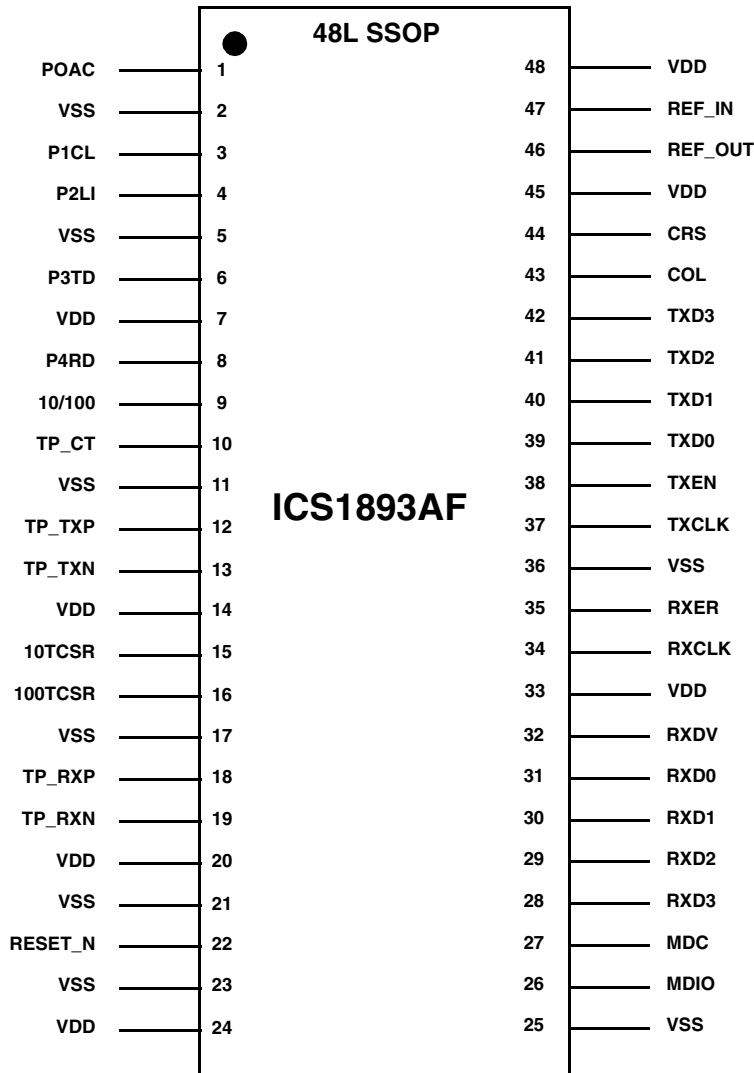 48L SSOP
POAC 1 48 VDD
VSS 2 47 REF_IN
P1CL 3 46 REF_OUT
P2LI 4 45 VDD
VSS 5 44 CRS
P3TD 6 43 COL
VDD 7 42 TXD3
P4RD 8 41 TXD2
10/100 9 40 TXD1
TP_CT 10 39 TXD0
VSS 11 38 TXEN
ICS1893AF
TP_TXP 12 37 TXCLK
TP_TXN 13 36 VSS
VDD 14 35 RXER
10TCSR 15 34 RXCLK
100TCSR 16 33 VDD
VSS 17 32 RXDV
TP_RXP 18 31 RXD0
TP_RXN 19 30 RXD1
VDD 20 29 RXD2
VSS 21 28 RXD3
RESET_N 22 27 MDC
VSS 23 26 MDIO
VDD 24 25 VSS